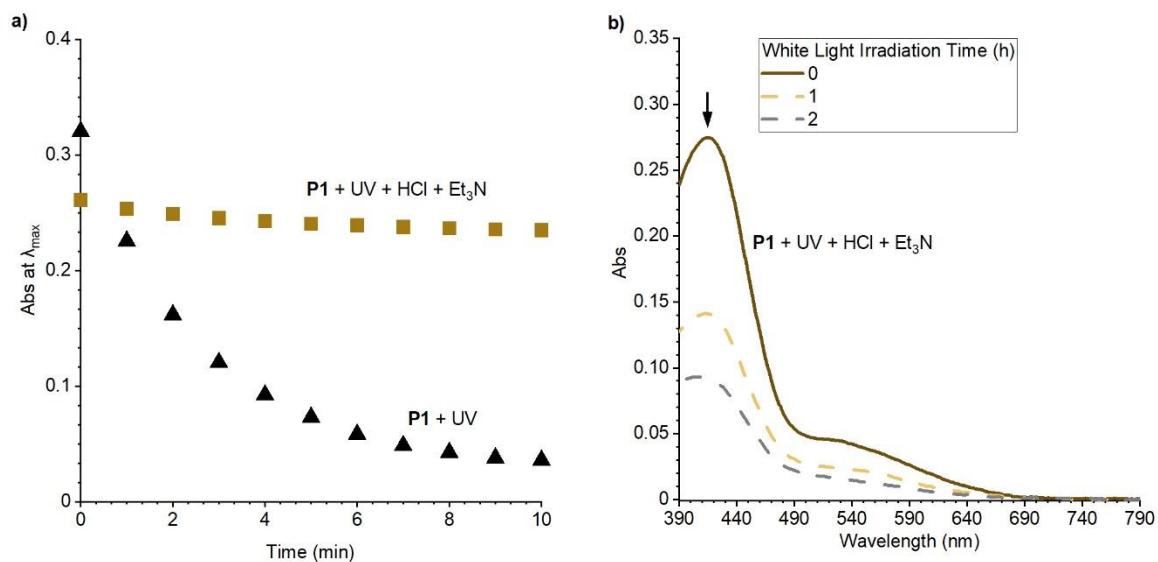 a)
0.4
0.3
0.2
0.1
0
Abs at λmax
P1 + UV + HCl + Et3N
P1 + UV
0 2 4 6 8 10
Time (min)
b)
0.35
0.30
0.25
0.20
0.15
0.10
0.05
0
Abs
White Light Irradiation Time (h)
0
1
2
P1 + UV + HCl + Et3N
390 440 490 540 590 640 690 740 790
Wavelength (nm)